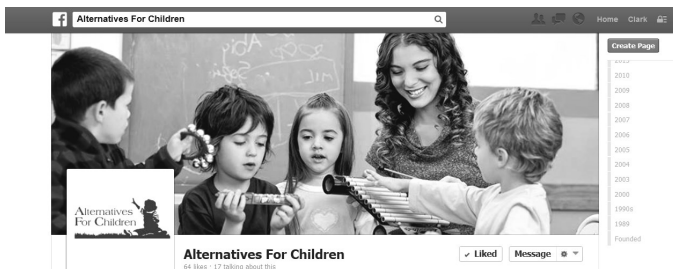 Alternatives For Children
Home Clark
Create Page
2010
2009
2008
2007
2006
2005
2004
2003
2000
1990s
1989
Founded
Alternatives
For Children
Alternatives For Children
Liked
Message
64 likes · 17 talking about this